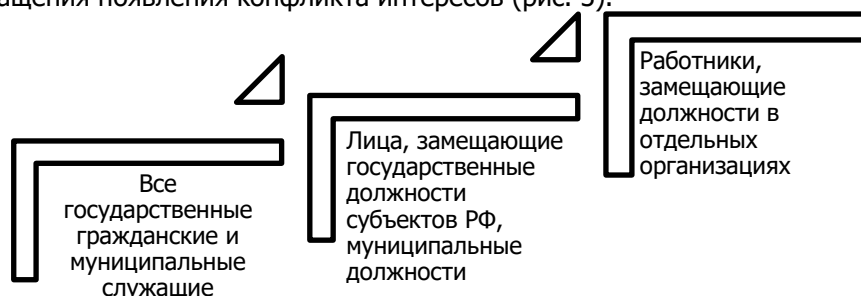 ащения появления конфликта интересов (рис. 3).
Все
государственные
гражданские и
муниципальные
служащие
Лица, замещающие
государственные
должности
субъектов РФ,
муниципальные
должности
Работники,
замещающие
должности в
отдельных
организациях